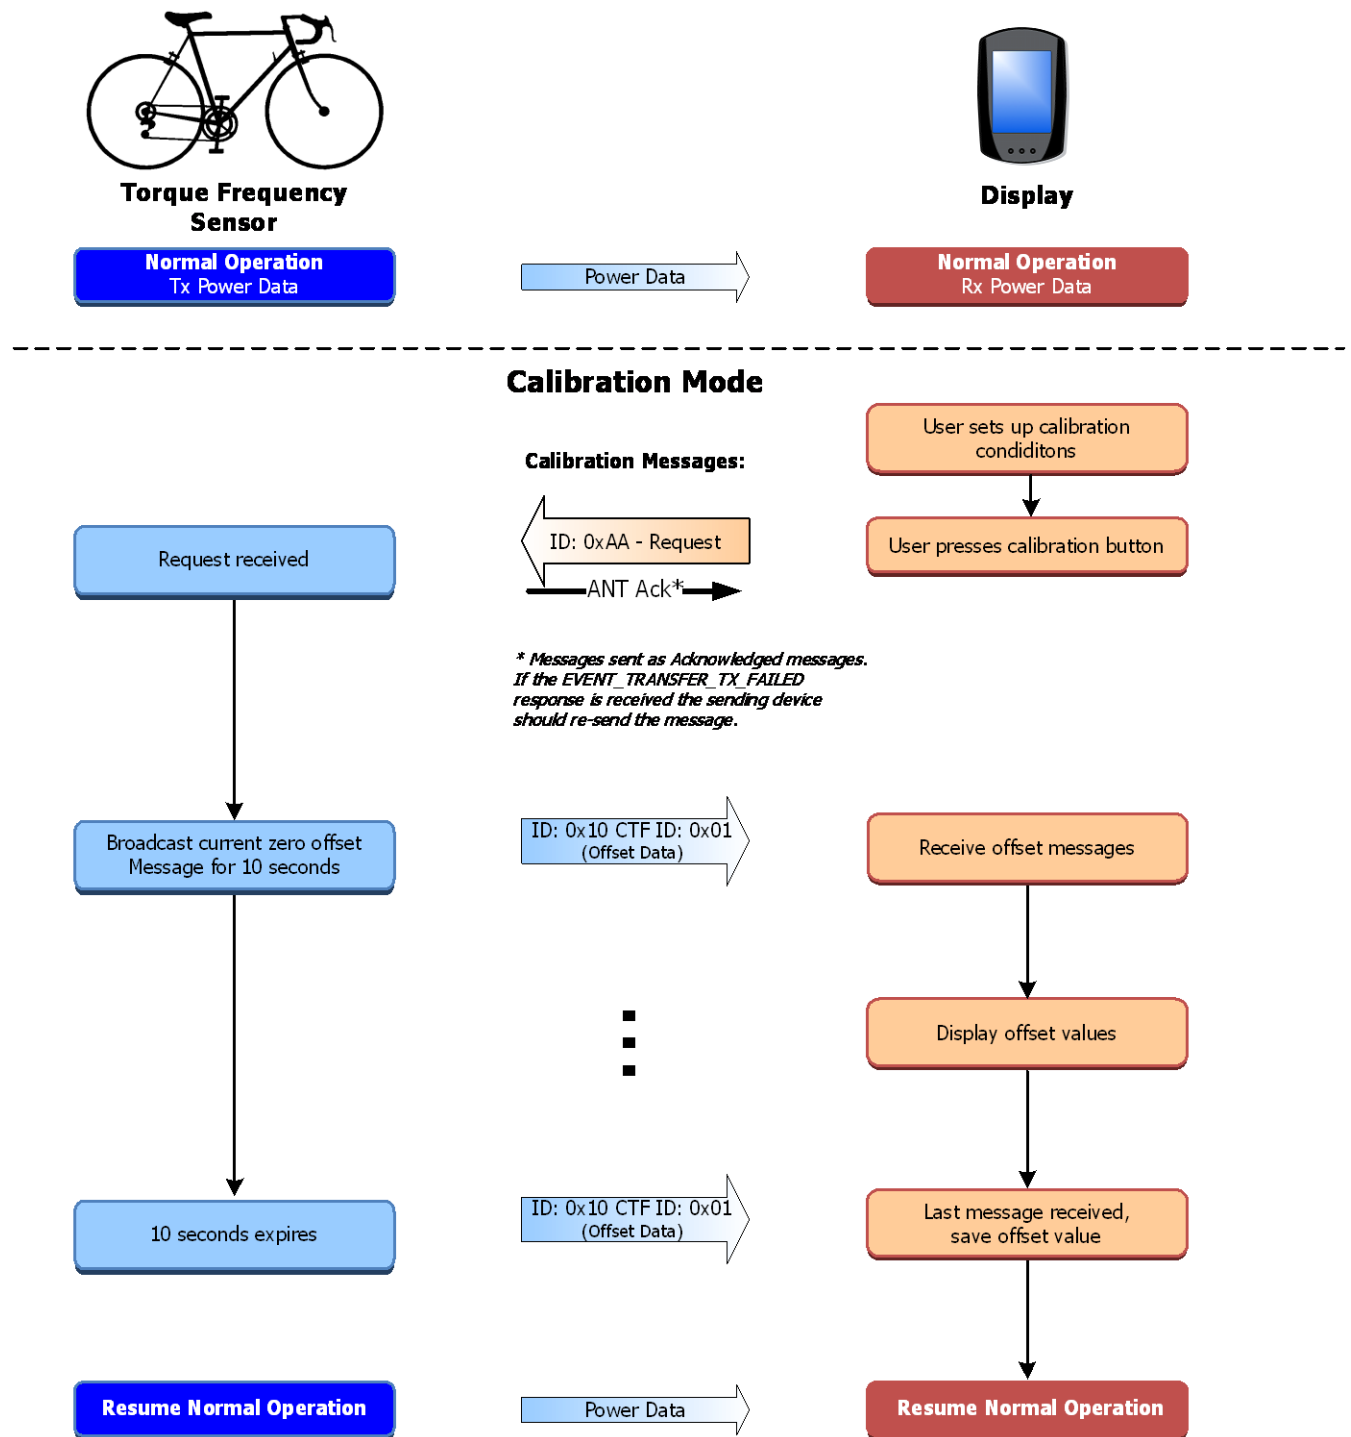 Torque Frequency
Sensor
Display
Normal Operation
Tx Power Data
Power Data
Normal Operation
Rx Power Data
Calibration Mode
User sets up calibration
condiditons
Calibration Messages:
Request received
ID: 0xAA - Request
User presses calibration button
ANT Ack*
* Messages sent as Acknowledged messages.
If the EVENT_TRANSFER_TX_FAILED
response is received the sending device
should re-send the message.
Broadcast current zero offset
Message for 10 seconds
ID: 0x10 CTF ID: 0x01
(Offset Data)
Receive offset messages
Display offset values
10 seconds expires
ID: 0x10 CTF ID: 0x01
(Offset Data)
Last message received,
save offset value
Resume Normal Operation
Power Data
Resume Normal Operation